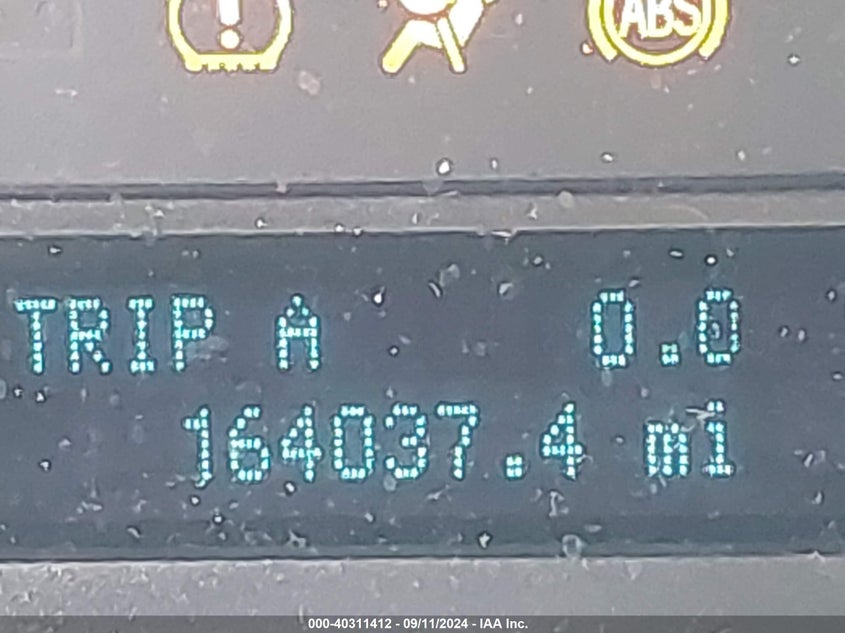 ABS
TRIP A 0.0
164037.4 mi
000-40311412 - 09/11/2024 - IAA Inc.